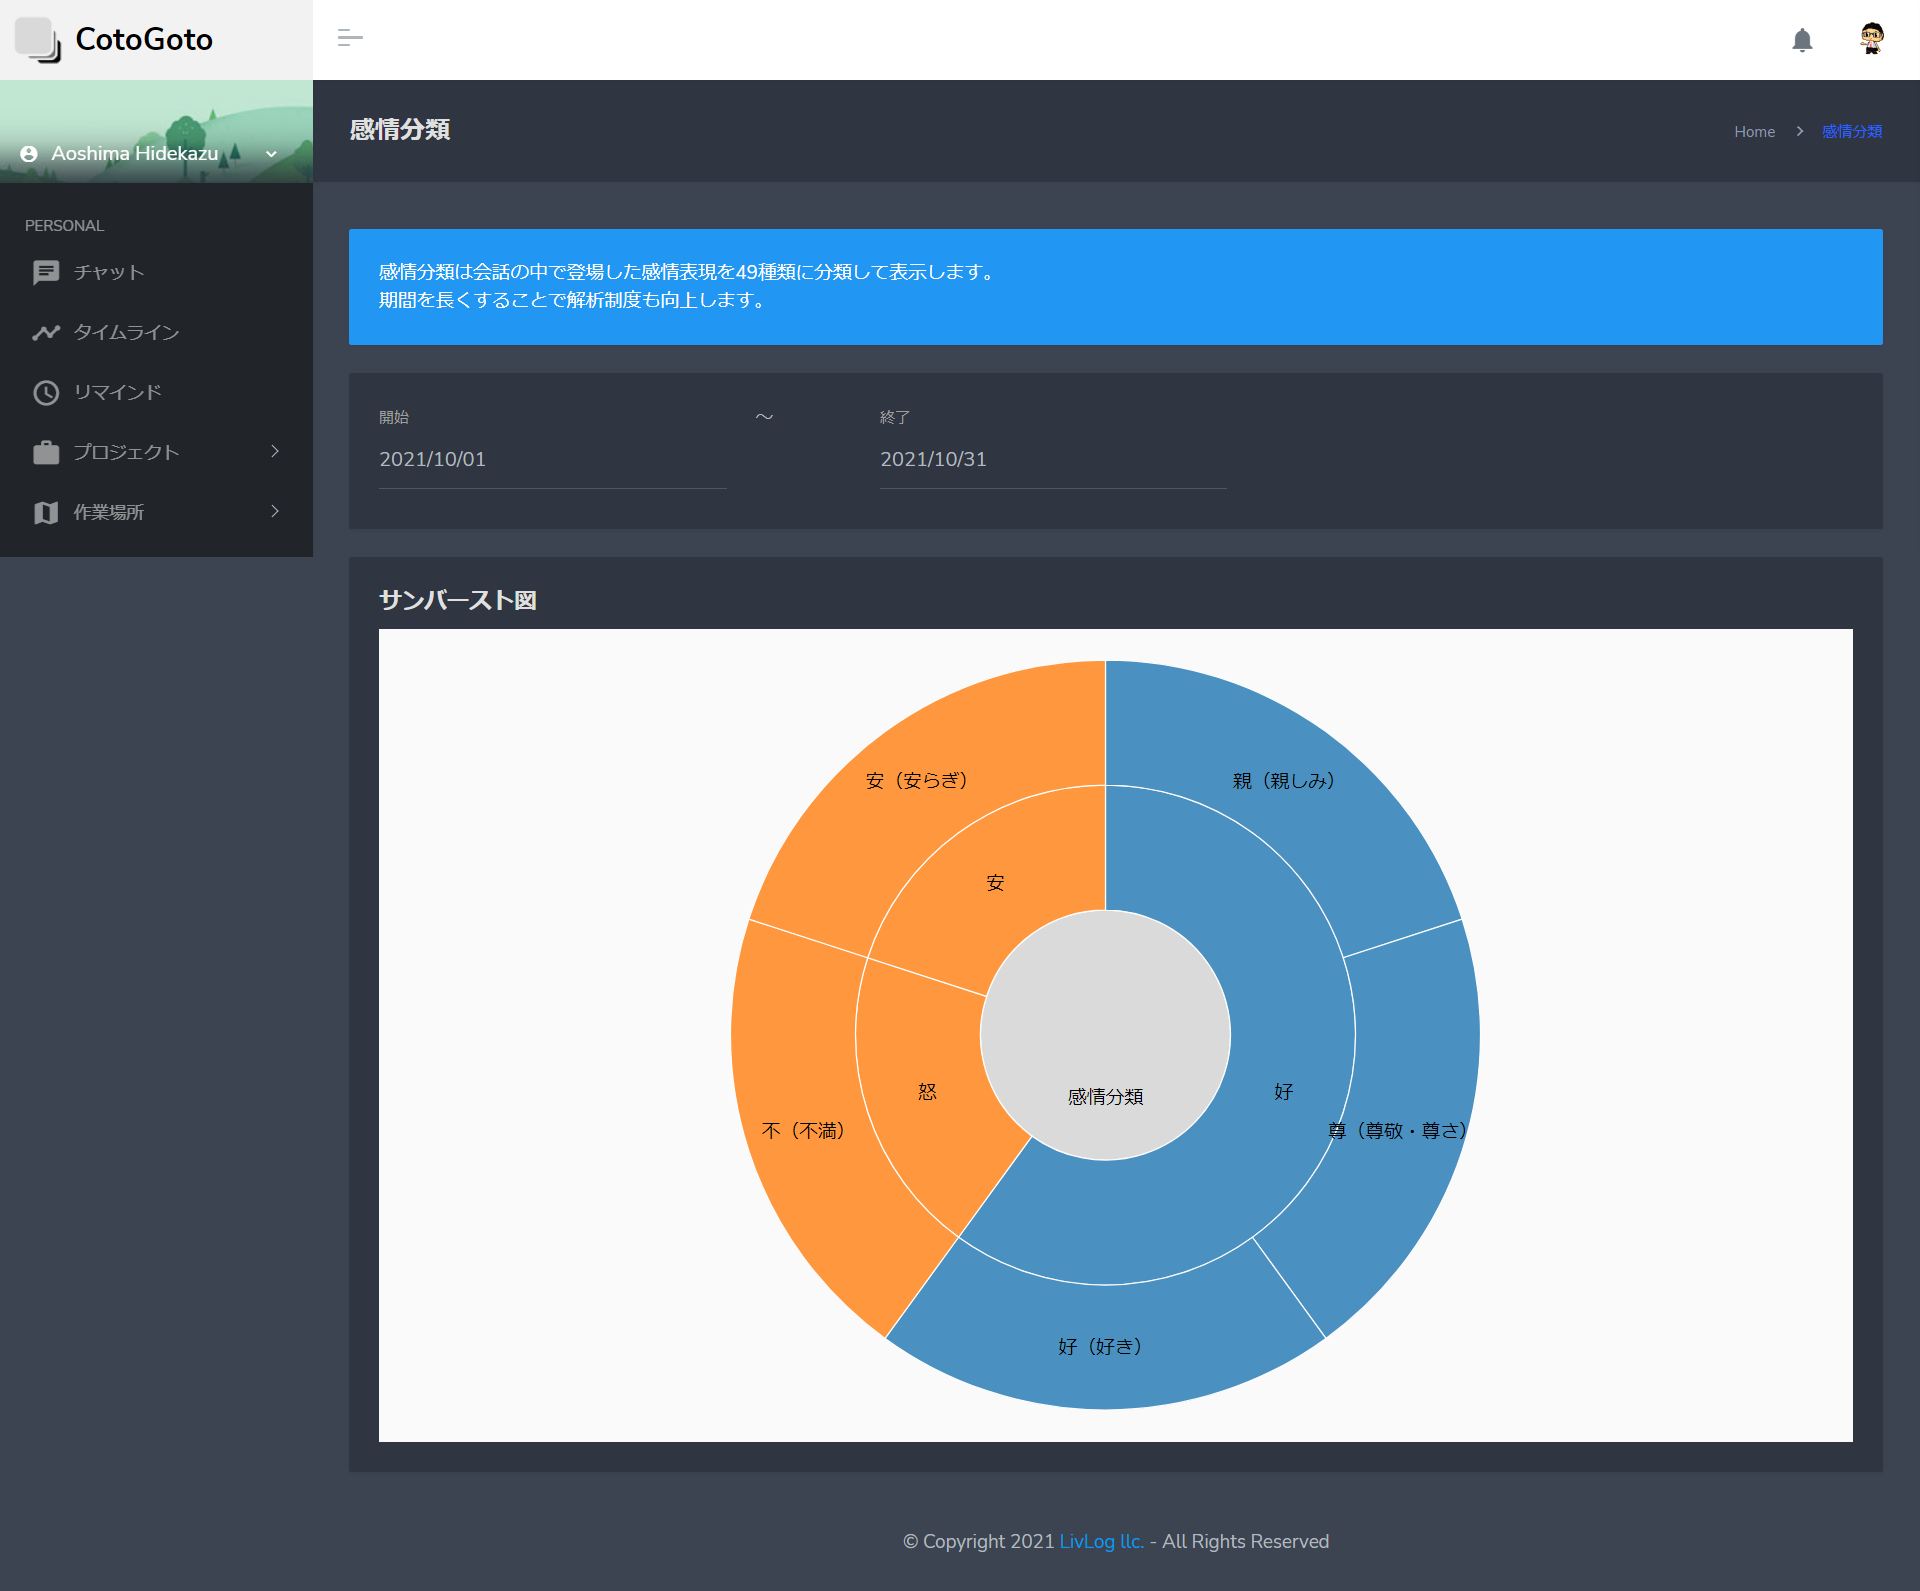 CotoGoto
Aoshima Hidekazu
PERSONAL
チャット
タイムライン
リマインド
プロジェクト
作業場所
感情分類
Home
感情分類
感情分類は会話の中で登場した感情表現を49種類に分類して表示します。
期間を長くすることで解析制度も向上します。
開始
～
終了
2021/10/01
2021/10/31
サンバースト図
安（安らぎ）
親（親しみ）
安
怒
好
感情分類
不（不満）
尊（尊敬・尊さ）
好（好き）
© Copyright 2021 LivLog llc. - All Rights Reserved